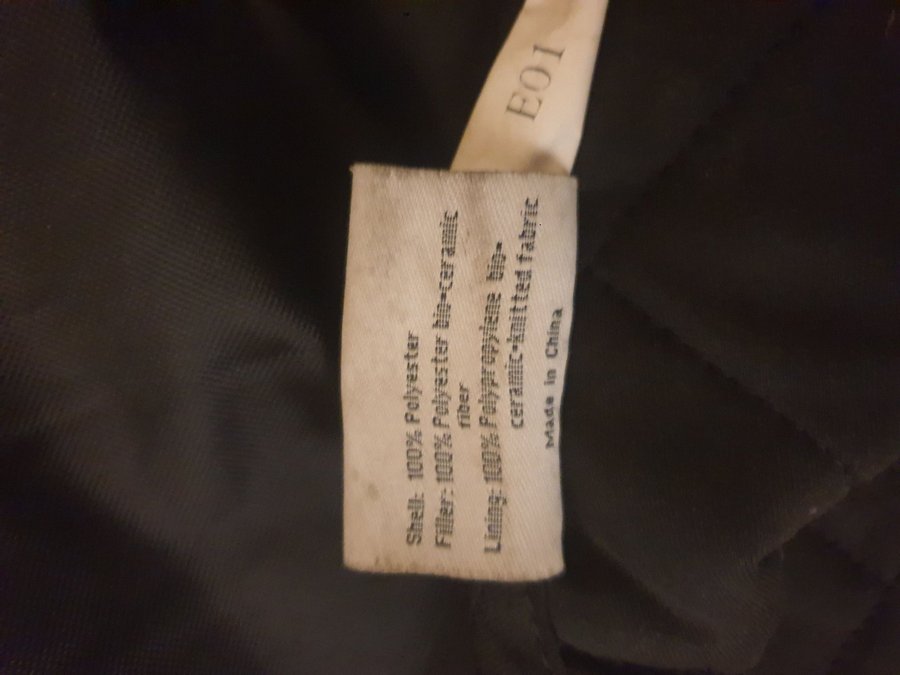 E01
Shell: 100% Polyester
Filler: 100% Polyester bio-ceramic
fiber
Lining: 100% Polypropylene bio-
ceramic-knitted fabric
Made in China